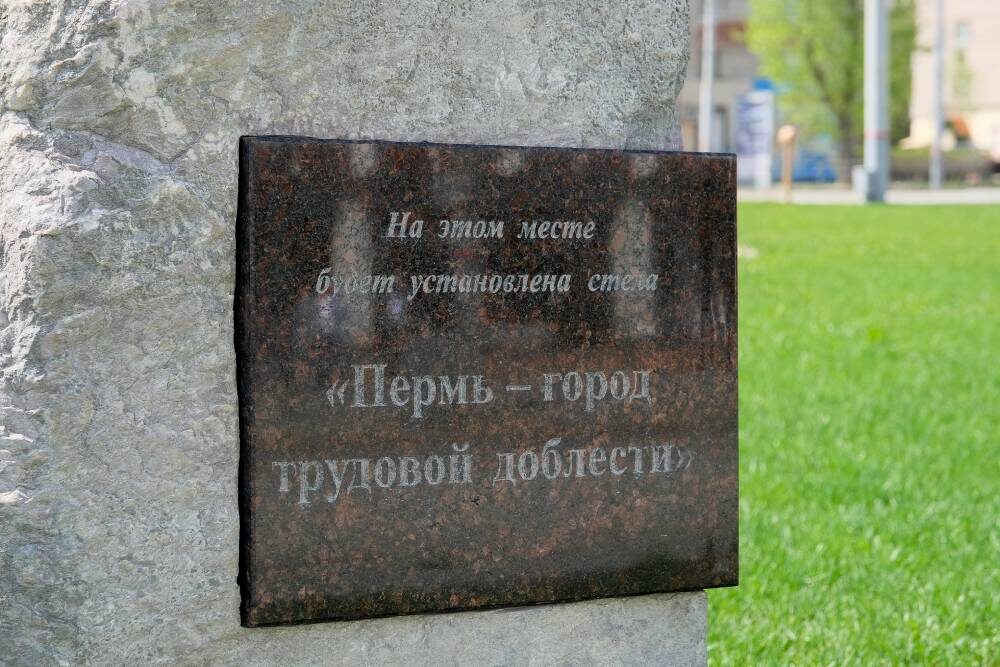 На этом месте
будет установлена стела
«Пермь – город
трудовой доблести»